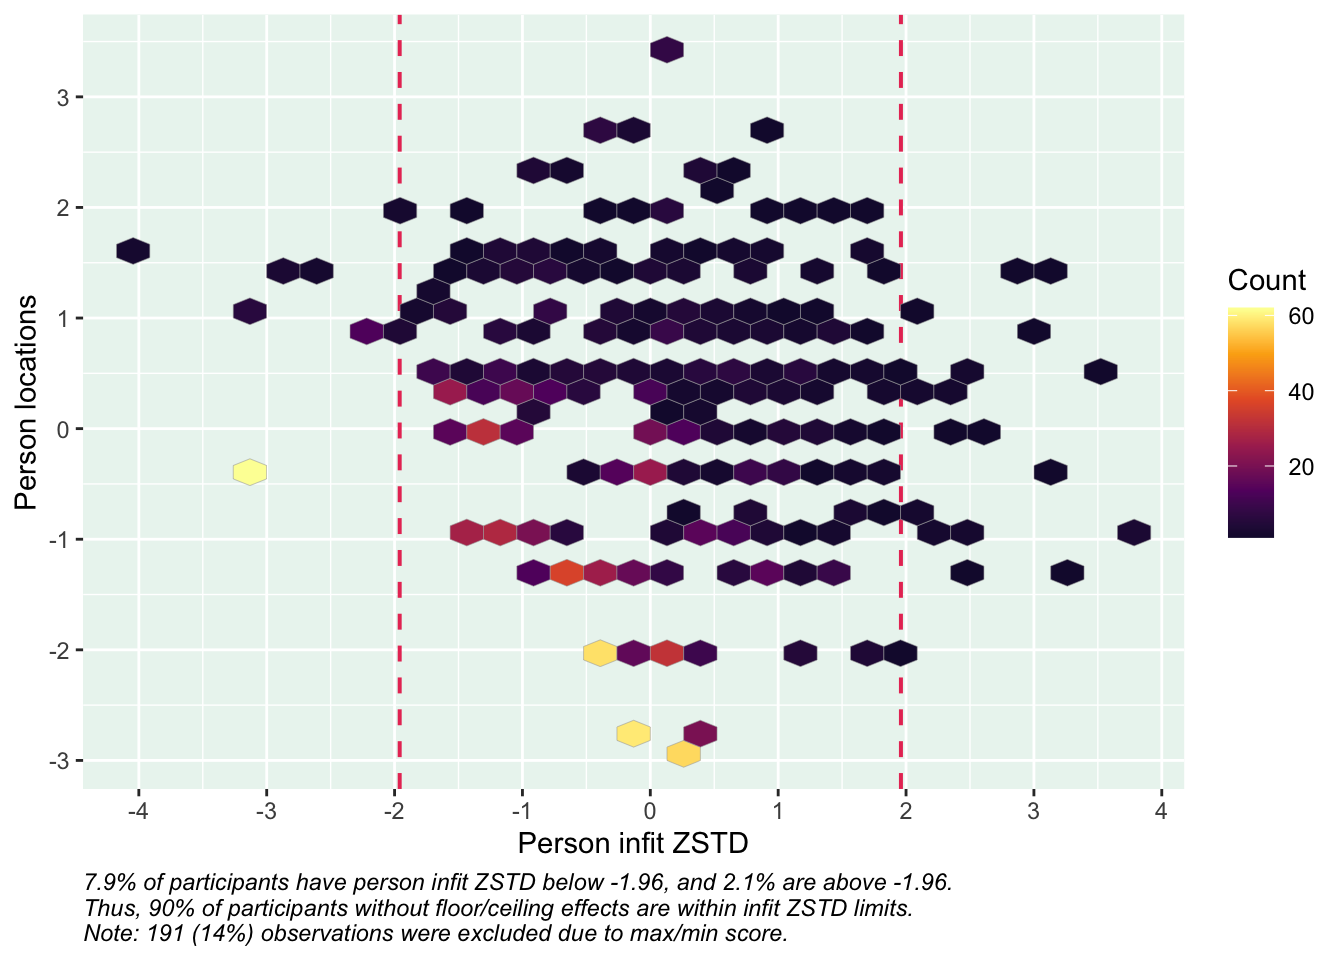 3
2
1
0
-1
-2
-3
Person locations
-4 -3 -2 -1 0 1 2 3 4
Person infit ZSTD
Count
60
40
20
7.9% of participants have person infit ZSTD below -1.96, and 2.1% are above -1.96.
Thus, 90% of participants without floor/ceiling effects are within infit ZSTD limits.
Note: 191 (14%) observations were excluded due to max/min score.